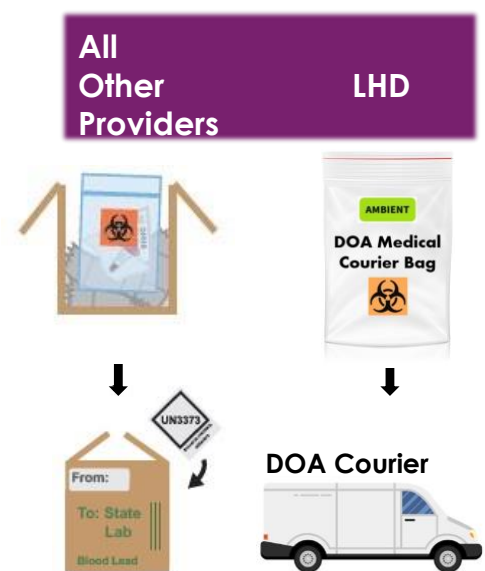 All
Other
Providers
LHD
AMBIENT
DOA Medical
Courier Bag
UN3373
DOA Courier
From:
To: State
Lab
Blood Lead